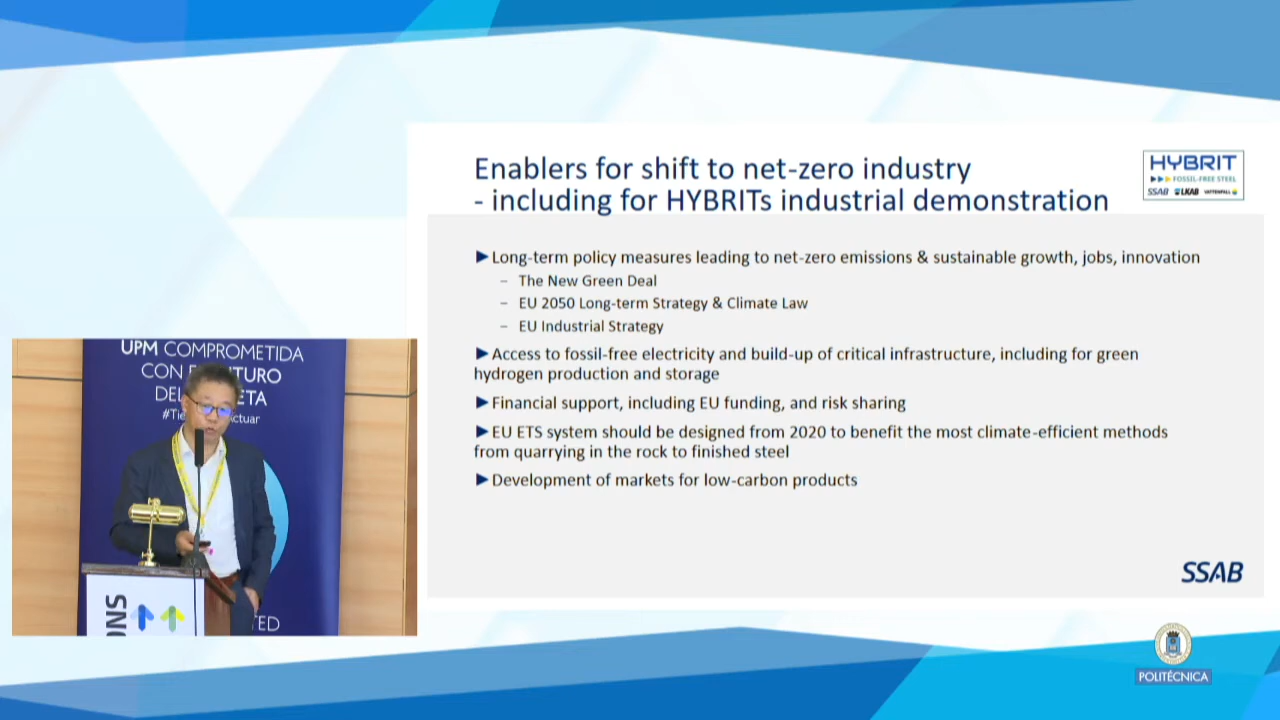 Enablers for shift to net-zero industry
- including for HYBRITs industrial demonstration
HYBRIT
FOSSIL-FREE STEEL
SSAB LKAB VATTENFALL
▶Long-term policy measures leading to net-zero emissions & sustainable growth, jobs, innovation
– The New Green Deal
– EU 2050 Long-term Strategy & Climate Law
– EU Industrial Strategy
▶Access to fossil-free electricity and build-up of critical infrastructure, including for green
hydrogen production and storage
▶Financial support, including EU funding, and risk sharing
▶EU ETS system should be designed from 2020 to benefit the most climate-efficient methods
from quarrying in the rock to finished steel
▶Development of markets for low-carbon products
SSAB
UPM COMPROMETIDA
CON URO
DEL ETA
#Tie ctuar
TED
ONS
POLITÉCNICA